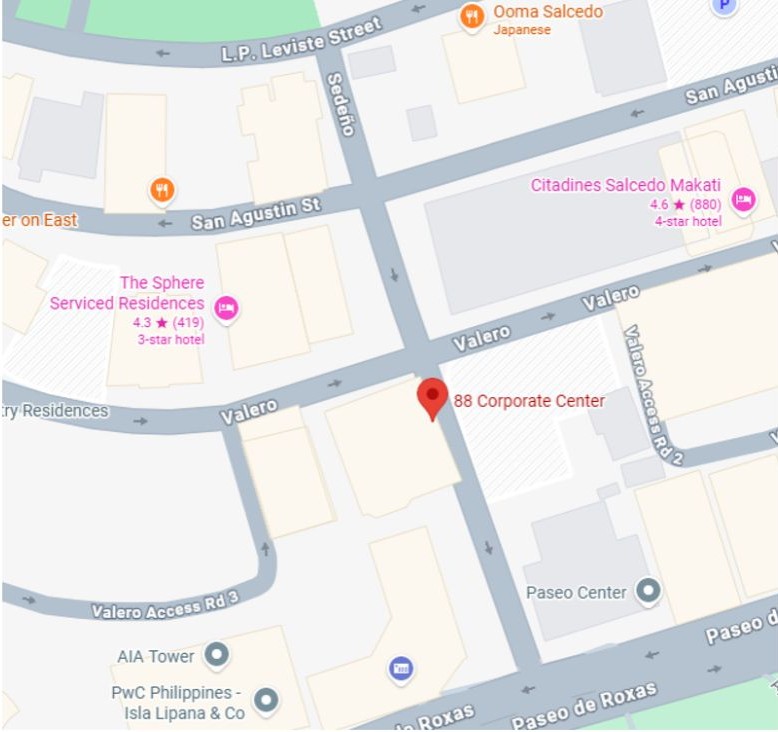 Ooma Salcedo
Japanese
P
L.P. Leviste Street
Sedeño
San Agustin
Citadines Salcedo Makati
4.6 ★ (880)
4-star hotel
San Agustin St
er on East
The Sphere
Serviced Residences
4.3 ★ (419)
3-star hotel
Valero
Valero
Valero Access Rd 2
88 Corporate Center
try Residences
Valero
Valero Access Rd 3
Paseo Center
AIA Tower
PwC Philippines -
Isla Lipana & Co
Paseo d
de Roxas
Paseo de Roxas